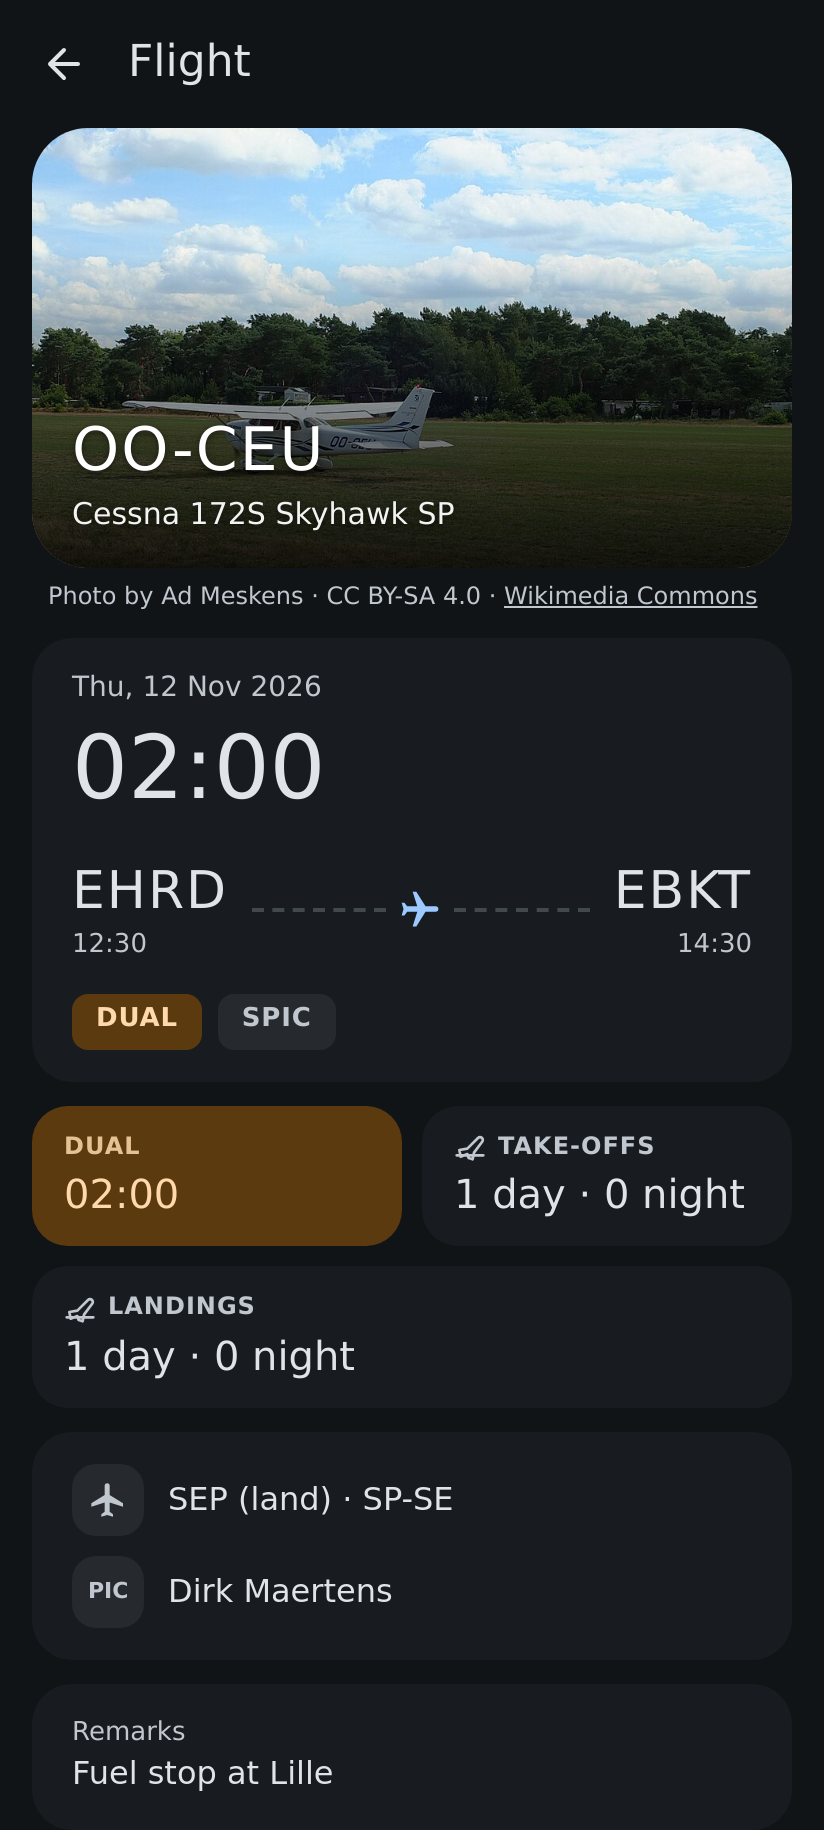 Flight
OO-CEU
Cessna 172S Skyhawk SP
Photo by Ad Meskens · CC BY-SA 4.0 · Wikimedia Commons
Thu, 12 Nov 2026
02:00
EHRD EBKT
12:30 14:30
DUAL SPIC
DUAL TAKE-OFFS
02:00 1 day · 0 night
LANDINGS
1 day · 0 night
SEP (land) · SP-SE
PIC Dirk Maertens
Remarks
Fuel stop at Lille